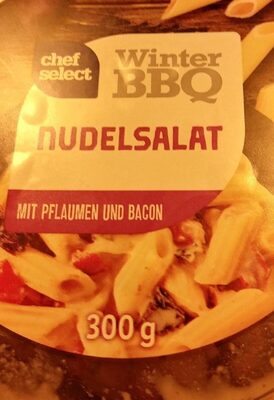 chef
select
Winter
BBQ
NUDELSALAT
MIT PFLAUMEN UND BACON
300 g